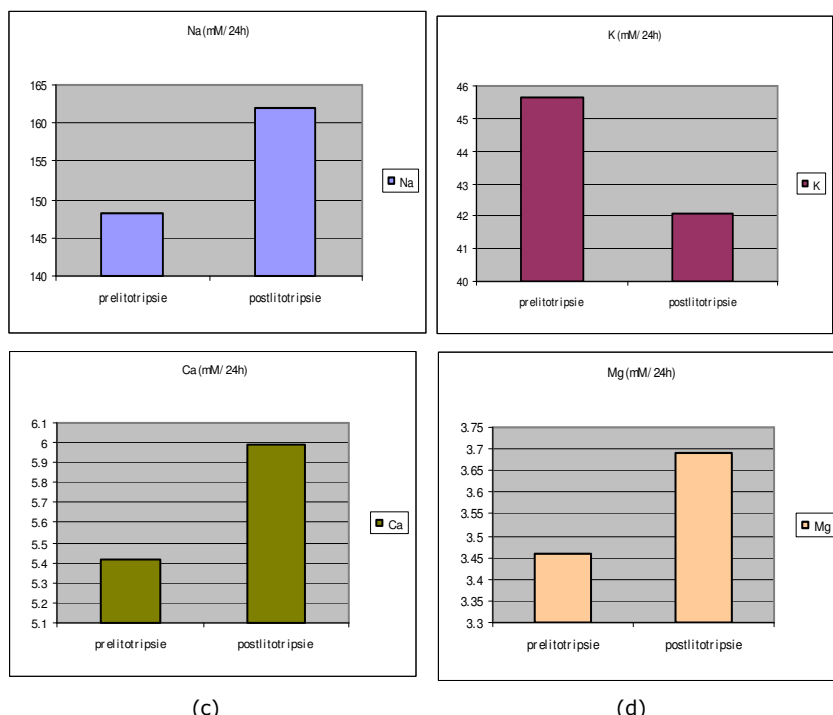 Na (mM/24h)
165
160
155
150
145
140
prelitotripsie postlitotripsie
Na
K (mM/24h)
46
45
44
43
42
41
40
prelitotripsie postlitotripsie
K
Ca (mM/24h)
6.1
6
5.9
5.8
5.7
5.6
5.5
5.4
5.3
5.2
5.1
prelitotripsie postlitotripsie
Ca
Mg (mM/24h)
3.75
3.7
3.65
3.6
3.55
3.5
3.45
3.4
3.35
3.3
prelitotripsie postlitotripsie
Mg
(c) (d)